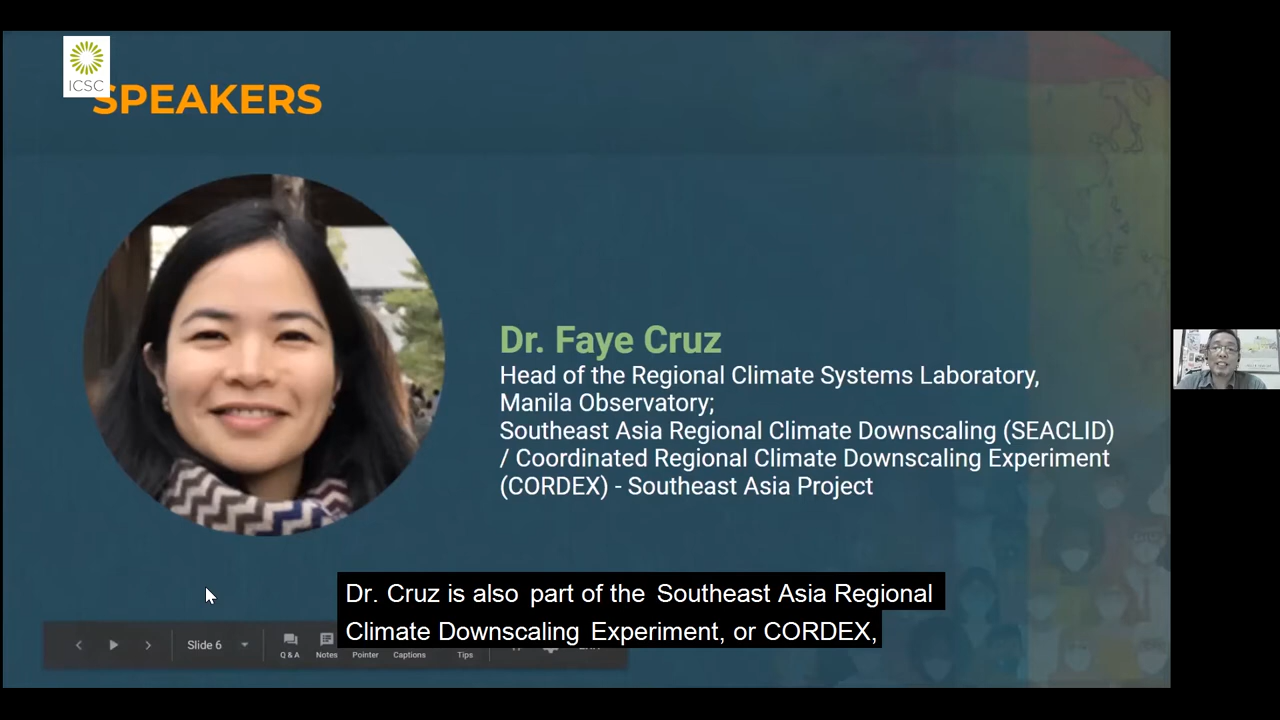 ICSC
SPEAKERS
Dr. Faye Cruz
Head of the Regional Climate Systems Laboratory,
Manila Observatory;
Southeast Asia Regional Climate Downscaling (SEACLID)
/ Coordinated Regional Climate Downscaling Experiment
(CORDEX) - Southeast Asia Project
Dr. Cruz is also part of the Southeast Asia Regional
Climate Downscaling Experiment, or CORDEX,
Slide 6
Q & A
Notes
Pointer
Captions
Tips